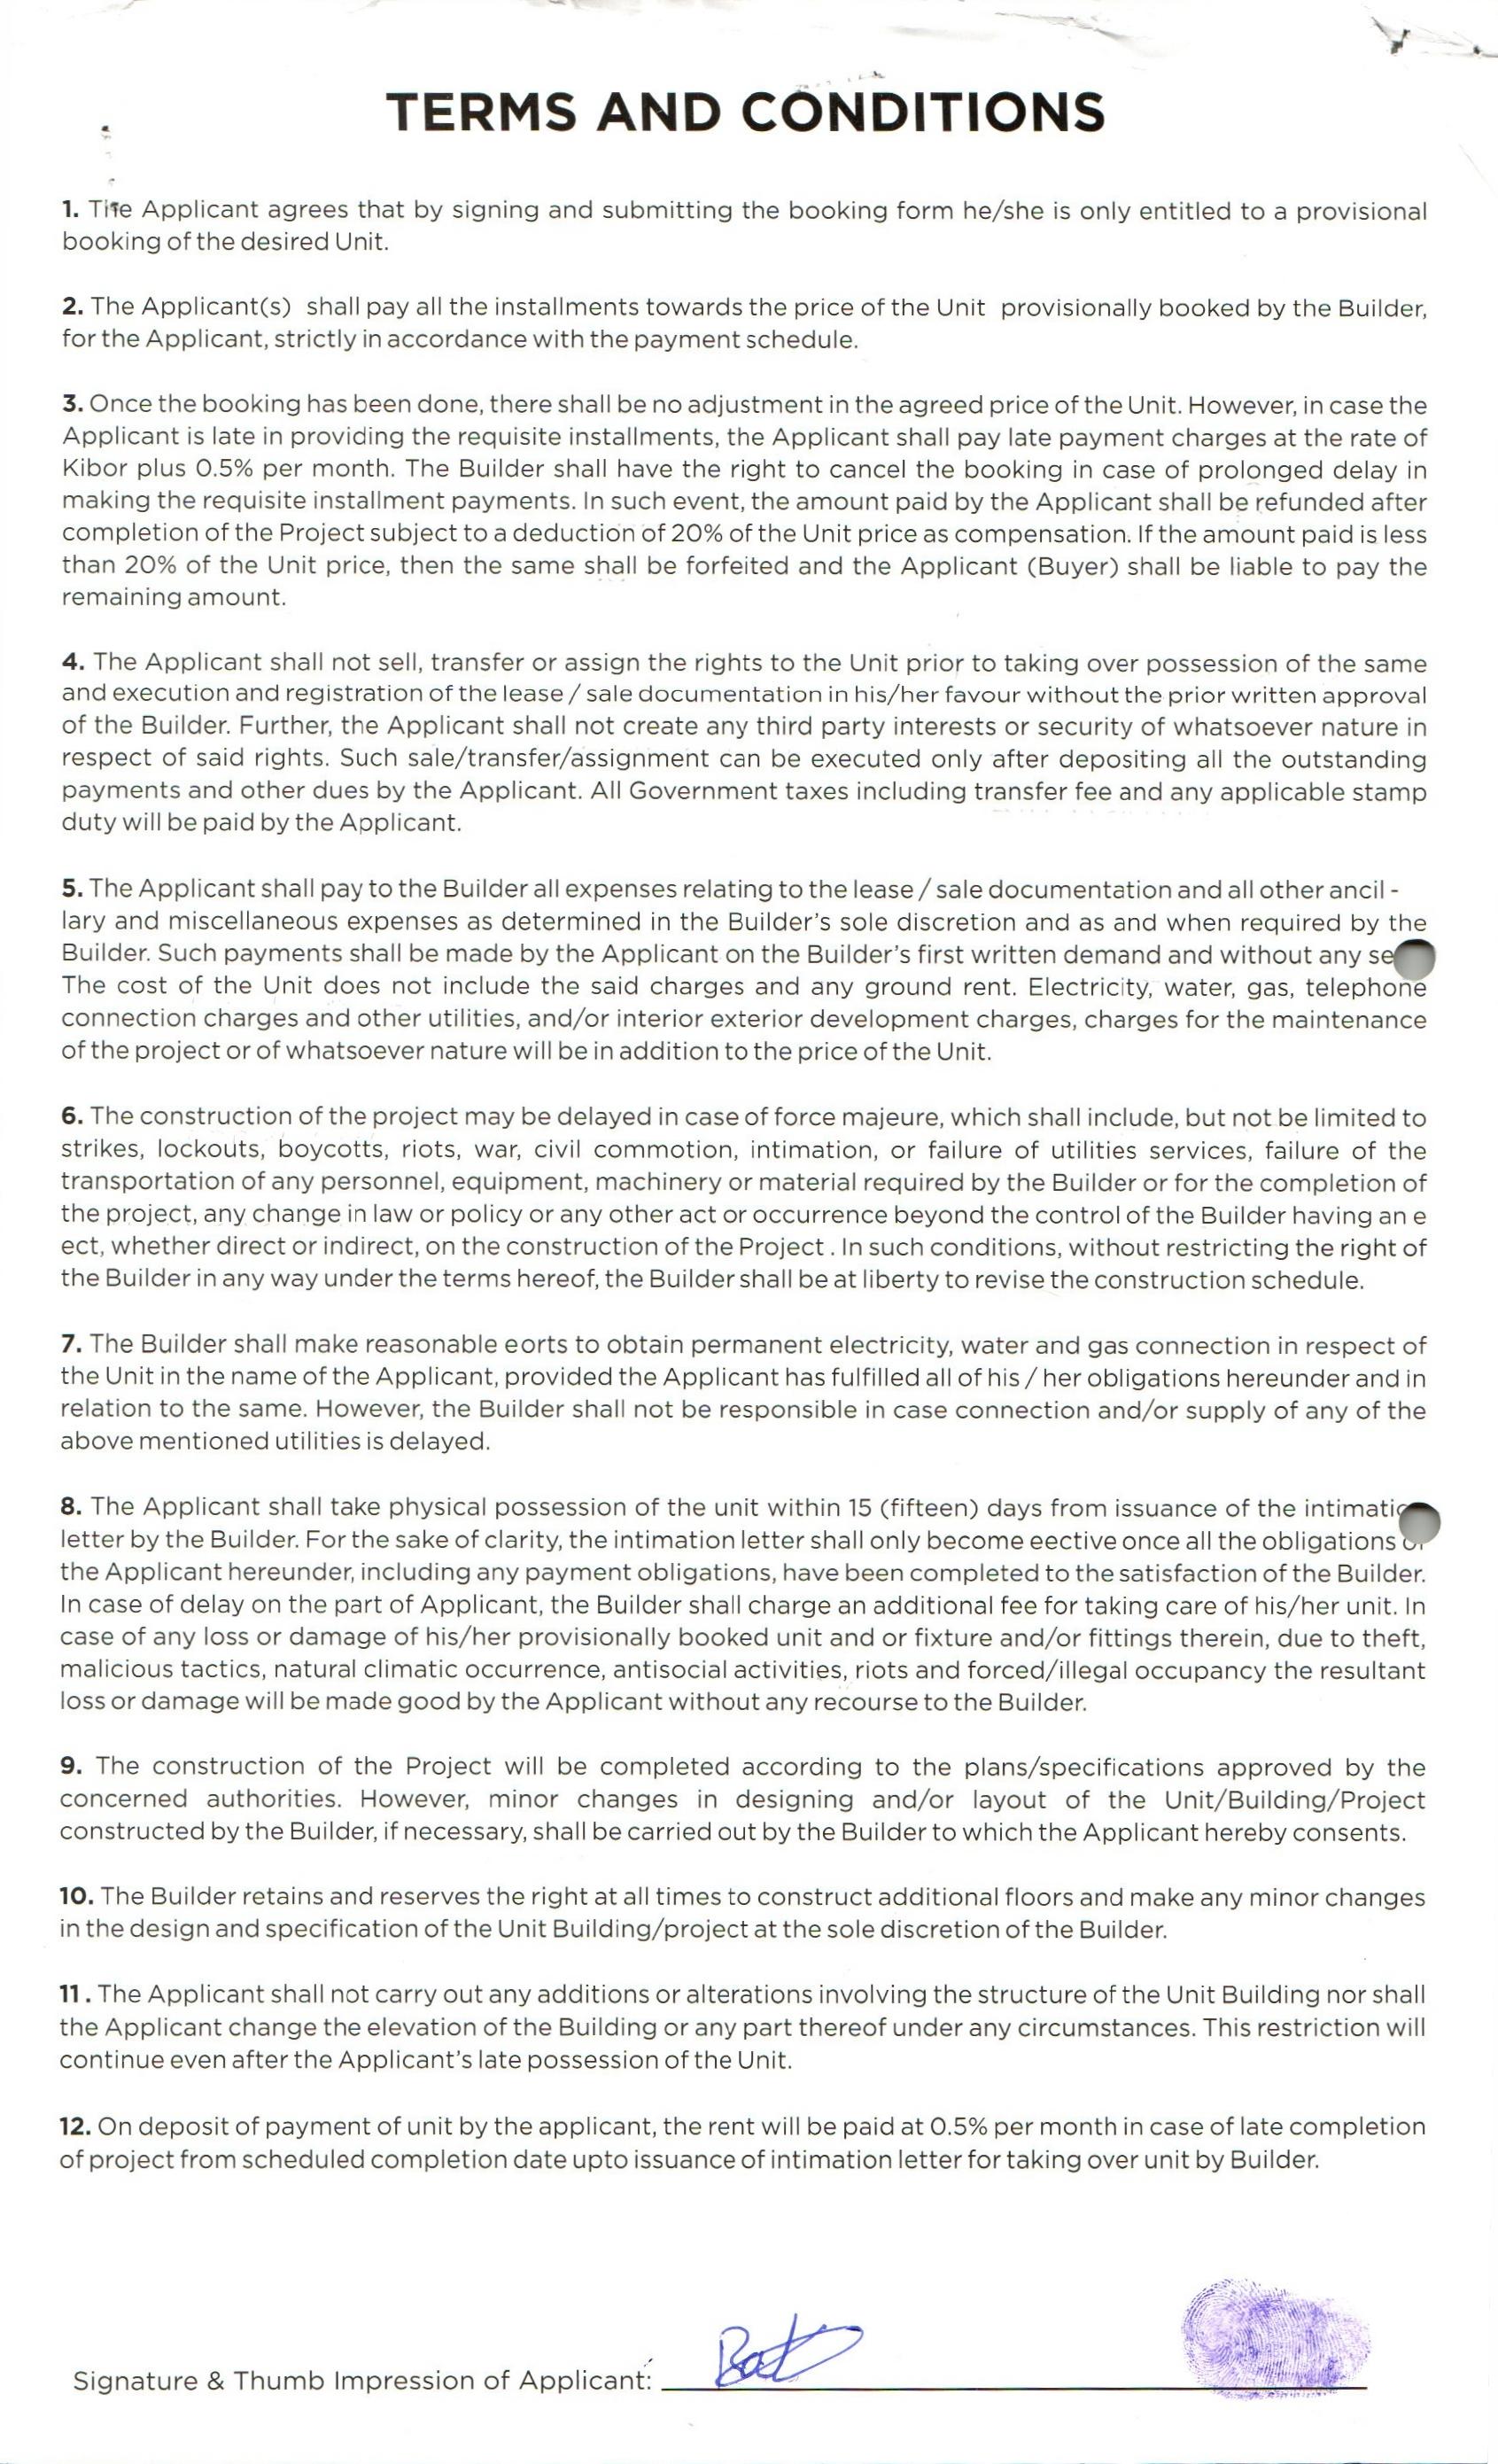 TERMS AND CONDITIONS
1. The Applicant agrees that by signing and submitting the booking form he/she is only entitled to a provisional
booking of the desired Unit.
2. The Applicant(s) shall pay all the installments towards the price of the Unit provisionally booked by the Builder,
for the Applicant, strictly in accordance with the payment schedule.
3. Once the booking has been done, there shall be no adjustment in the agreed price of the Unit. However, in case the
Applicant is late in providing the requisite installments, the Applicant shall pay late payment charges at the rate of
Kibor plus 0.5% per month. The Builder shall have the right to cancel the booking in case of prolonged delay in
making the requisite installment payments. In such event, the amount paid by the Applicant shall be refunded after
completion of the Project subject to a deduction of 20% of the Unit price as compensation. If the amount paid is less
than 20% of the Unit price, then the same shall be forfeited and the Applicant (Buyer) shall be liable to pay the
remaining amount.
4. The Applicant shall not sell, transfer or assign the rights to the Unit prior to taking over possession of the same
and execution and registration of the lease / sale documentation in his/her favour without the prior written approval
of the Builder. Further, the Applicant shall not create any third party interests or security of whatsoever nature in
respect of said rights. Such sale/transfer/assignment can be executed only after depositing all the outstanding
payments and other dues by the Applicant. All Government taxes including transfer fee and any applicable stamp
duty will be paid by the Applicant.
5. The Applicant shall pay to the Builder all expenses relating to the lease / sale documentation and all other ancil -
lary and miscellaneous expenses as determined in the Builder's sole discretion and as and when required by the
Builder. Such payments shall be made by the Applicant on the Builder's first written demand and without any se
The cost of the Unit does not include the said charges and any ground rent. Electricity, water, gas, telephone
connection charges and other utilities, and/or interior exterior development charges, charges for the maintenance
of the project or of whatsoever nature will be in addition to the price of the Unit.
6. The construction of the project may be delayed in case of force majeure, which shall include, but not be limited to
strikes, lockouts, boycotts, riots, war, civil commotion, intimation, or failure of utilities services, failure of the
transportation of any personnel, equipment, machinery or material required by the Builder or for the completion of
the project, any change in law or policy or any other act or occurrence beyond the control of the Builder having an e
ect, whether direct or indirect, on the construction of the Project . In such conditions, without restricting the right of
the Builder in any way under the terms hereof, the Builder shall be at liberty to revise the construction schedule.
7. The Builder shall make reasonable eorts to obtain permanent electricity, water and gas connection in respect of
the Unit in the name of the Applicant, provided the Applicant has fulfilled all of his / her obligations hereunder and in
relation to the same. However, the Builder shall not be responsible in case connection and/or supply of any of the
above mentioned utilities is delayed.
8. The Applicant shall take physical possession of the unit within 15 (fifteen) days from issuance of the intimatio
letter by the Builder. For the sake of clarity, the intimation letter shall only become eective once all the obligations of
the Applicant hereunder, including any payment obligations, have been completed to the satisfaction of the Builder.
In case of delay on the part of Applicant, the Builder shall charge an additional fee for taking care of his/her unit. In
case of any loss or damage of his/her provisionally booked unit and or fixture and/or fittings therein, due to theft,
malicious tactics, natural climatic occurrence, antisocial activities, riots and forced/illegal occupancy the resultant
loss or damage will be made good by the Applicant without any recourse to the Builder.
9. The construction of the Project will be completed according to the plans/specifications approved by the
concerned authorities. However, minor changes in designing and/or layout of the Unit/Building/Project
constructed by the Builder, if necessary, shall be carried out by the Builder to which the Applicant hereby consents.
10. The Builder retains and reserves the right at all times to construct additional floors and make any minor changes
in the design and specification of the Unit Building/project at the sole discretion of the Builder.
11 . The Applicant shall not carry out any additions or alterations involving the structure of the Unit Building nor shall
the Applicant change the elevation of the Building or any part thereof under any circumstances. This restriction will
continue even after the Applicant's late possession of the Unit.
12. On deposit of payment of unit by the applicant, the rent will be paid at 0.5% per month in case of late completion
of project from scheduled completion date upto issuance of intimation letter for taking over unit by Builder.
Signature & Thumb Impression of Applicant: